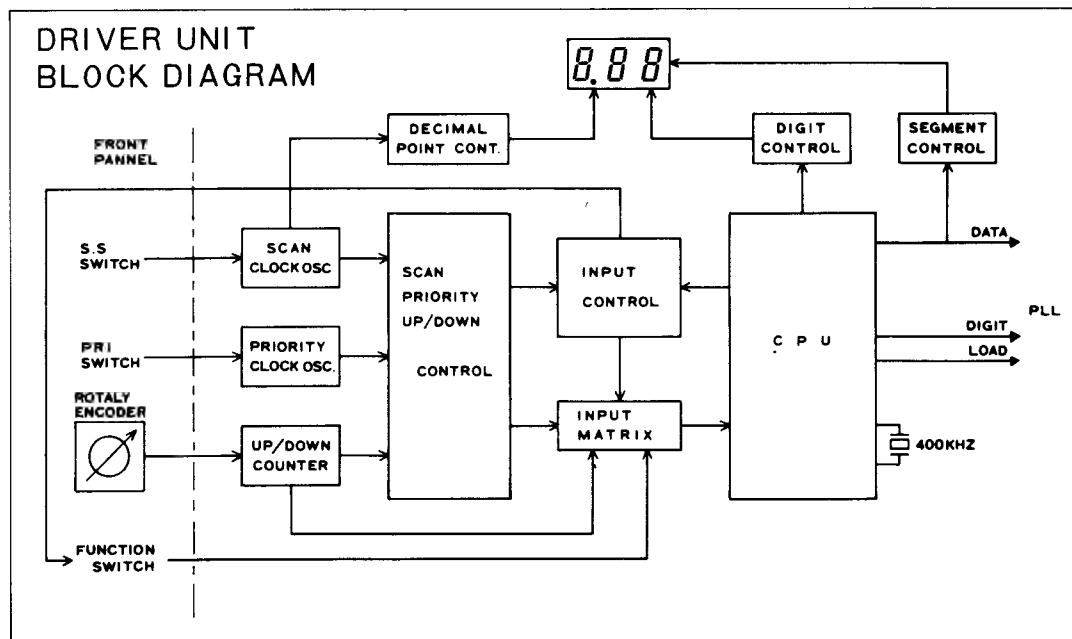 DRIVER UNIT
BLOCK DIAGRAM
8.88
DECIMAL
POINT CONT.
DIGIT
CONTROL
SEGMENT
CONTROL
FRONT
PANNEL
S.S
SWITCH
SCAN
CLOCK OSC
SCAN
PRIORITY
UP/DOWN
CONTROL
INPUT
CONTROL
CPU
DATA
PLL
DIGIT
LOAD
PRI
SWITCH
PRIORITY
CLOCK OSC.
ROTALY
ENCODER
UP/DOWN
COUNTER
INPUT
MATRIX
400KHZ
FUNCTION
SWITCH